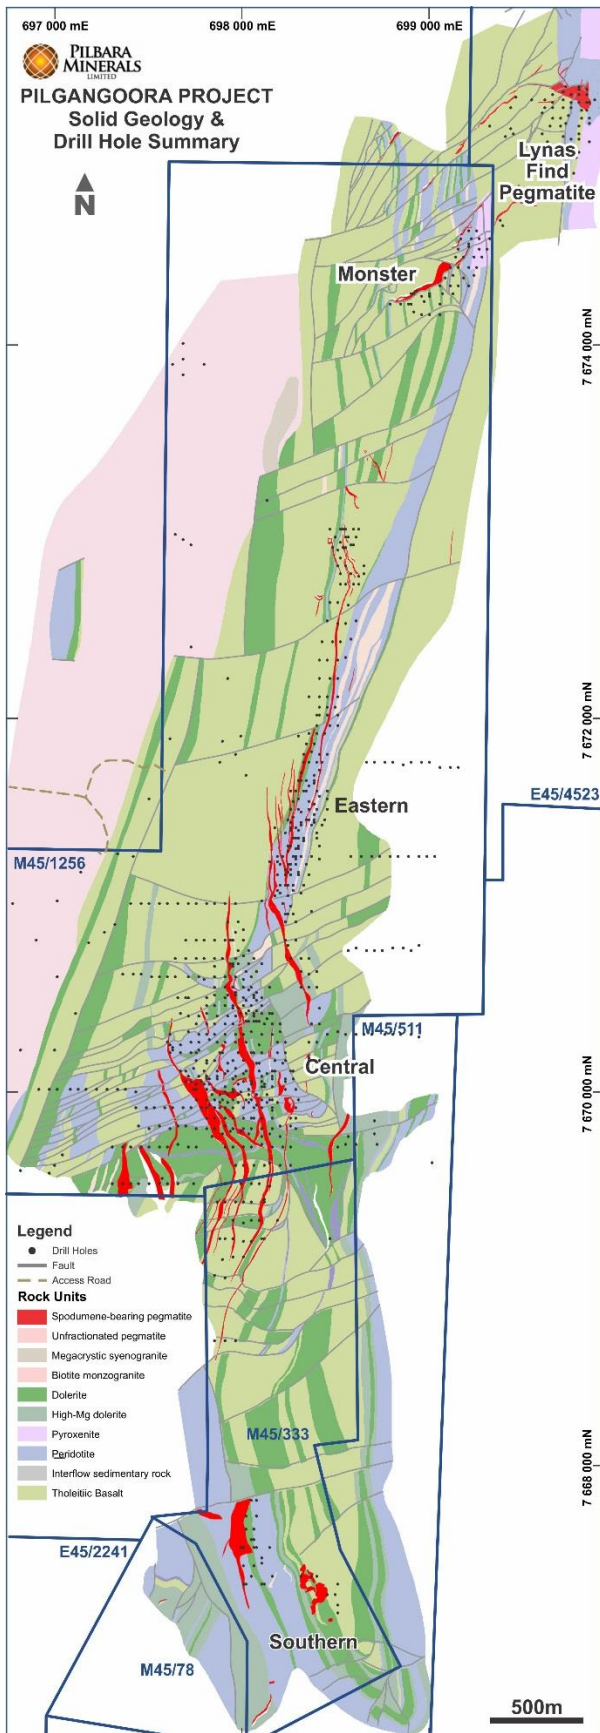 697 000 mE
698 000 mE
699 000 mE
PILBARA
MINERALS
LIMITED
PILGANGOORA PROJECT
Solid Geology &
Drill Hole Summary
N
Lynas
Find
Pegmatite
Monster
7 674 000 mN
7 672 000 mN
Eastern
E45/4523
M45/1256
M45/511
Central
7 670 000 mN
Legend
Drill Holes
Fault
Access Road
Rock Units
Spodumene-bearing pegmatite
Unfractionated pegmatite
Megacrystic syenogranite
Biotite monzogranite
Dolerite
High-Mg dolerite
Pyroxenite
Peridotite
Interflow sedimentary rock
Tholeiitic Basalt
M45/333
7 668 000 mN
E45/2241
Southern
M45/78
500m